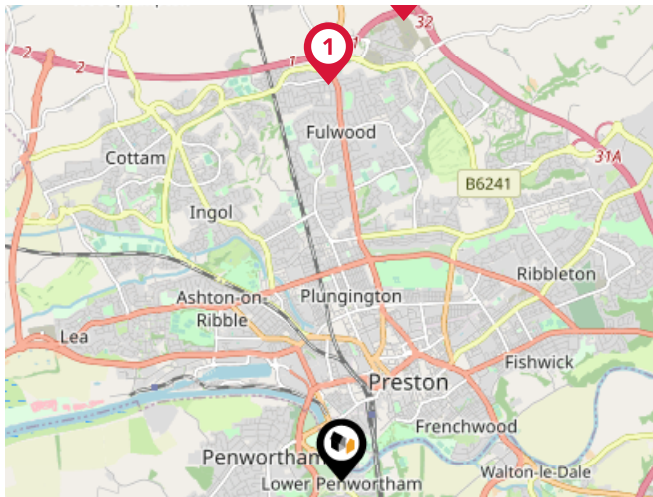 32
1
1
1
2
2
Fulwood
31A
Cottam
B6241
Ingol
Ribbleton
Ashton-on-
Ribble
Plungington
Lea
Fishwick
Preston
Frenchwood
Penwortham
Walton-le-Dale
Lower Penwortham